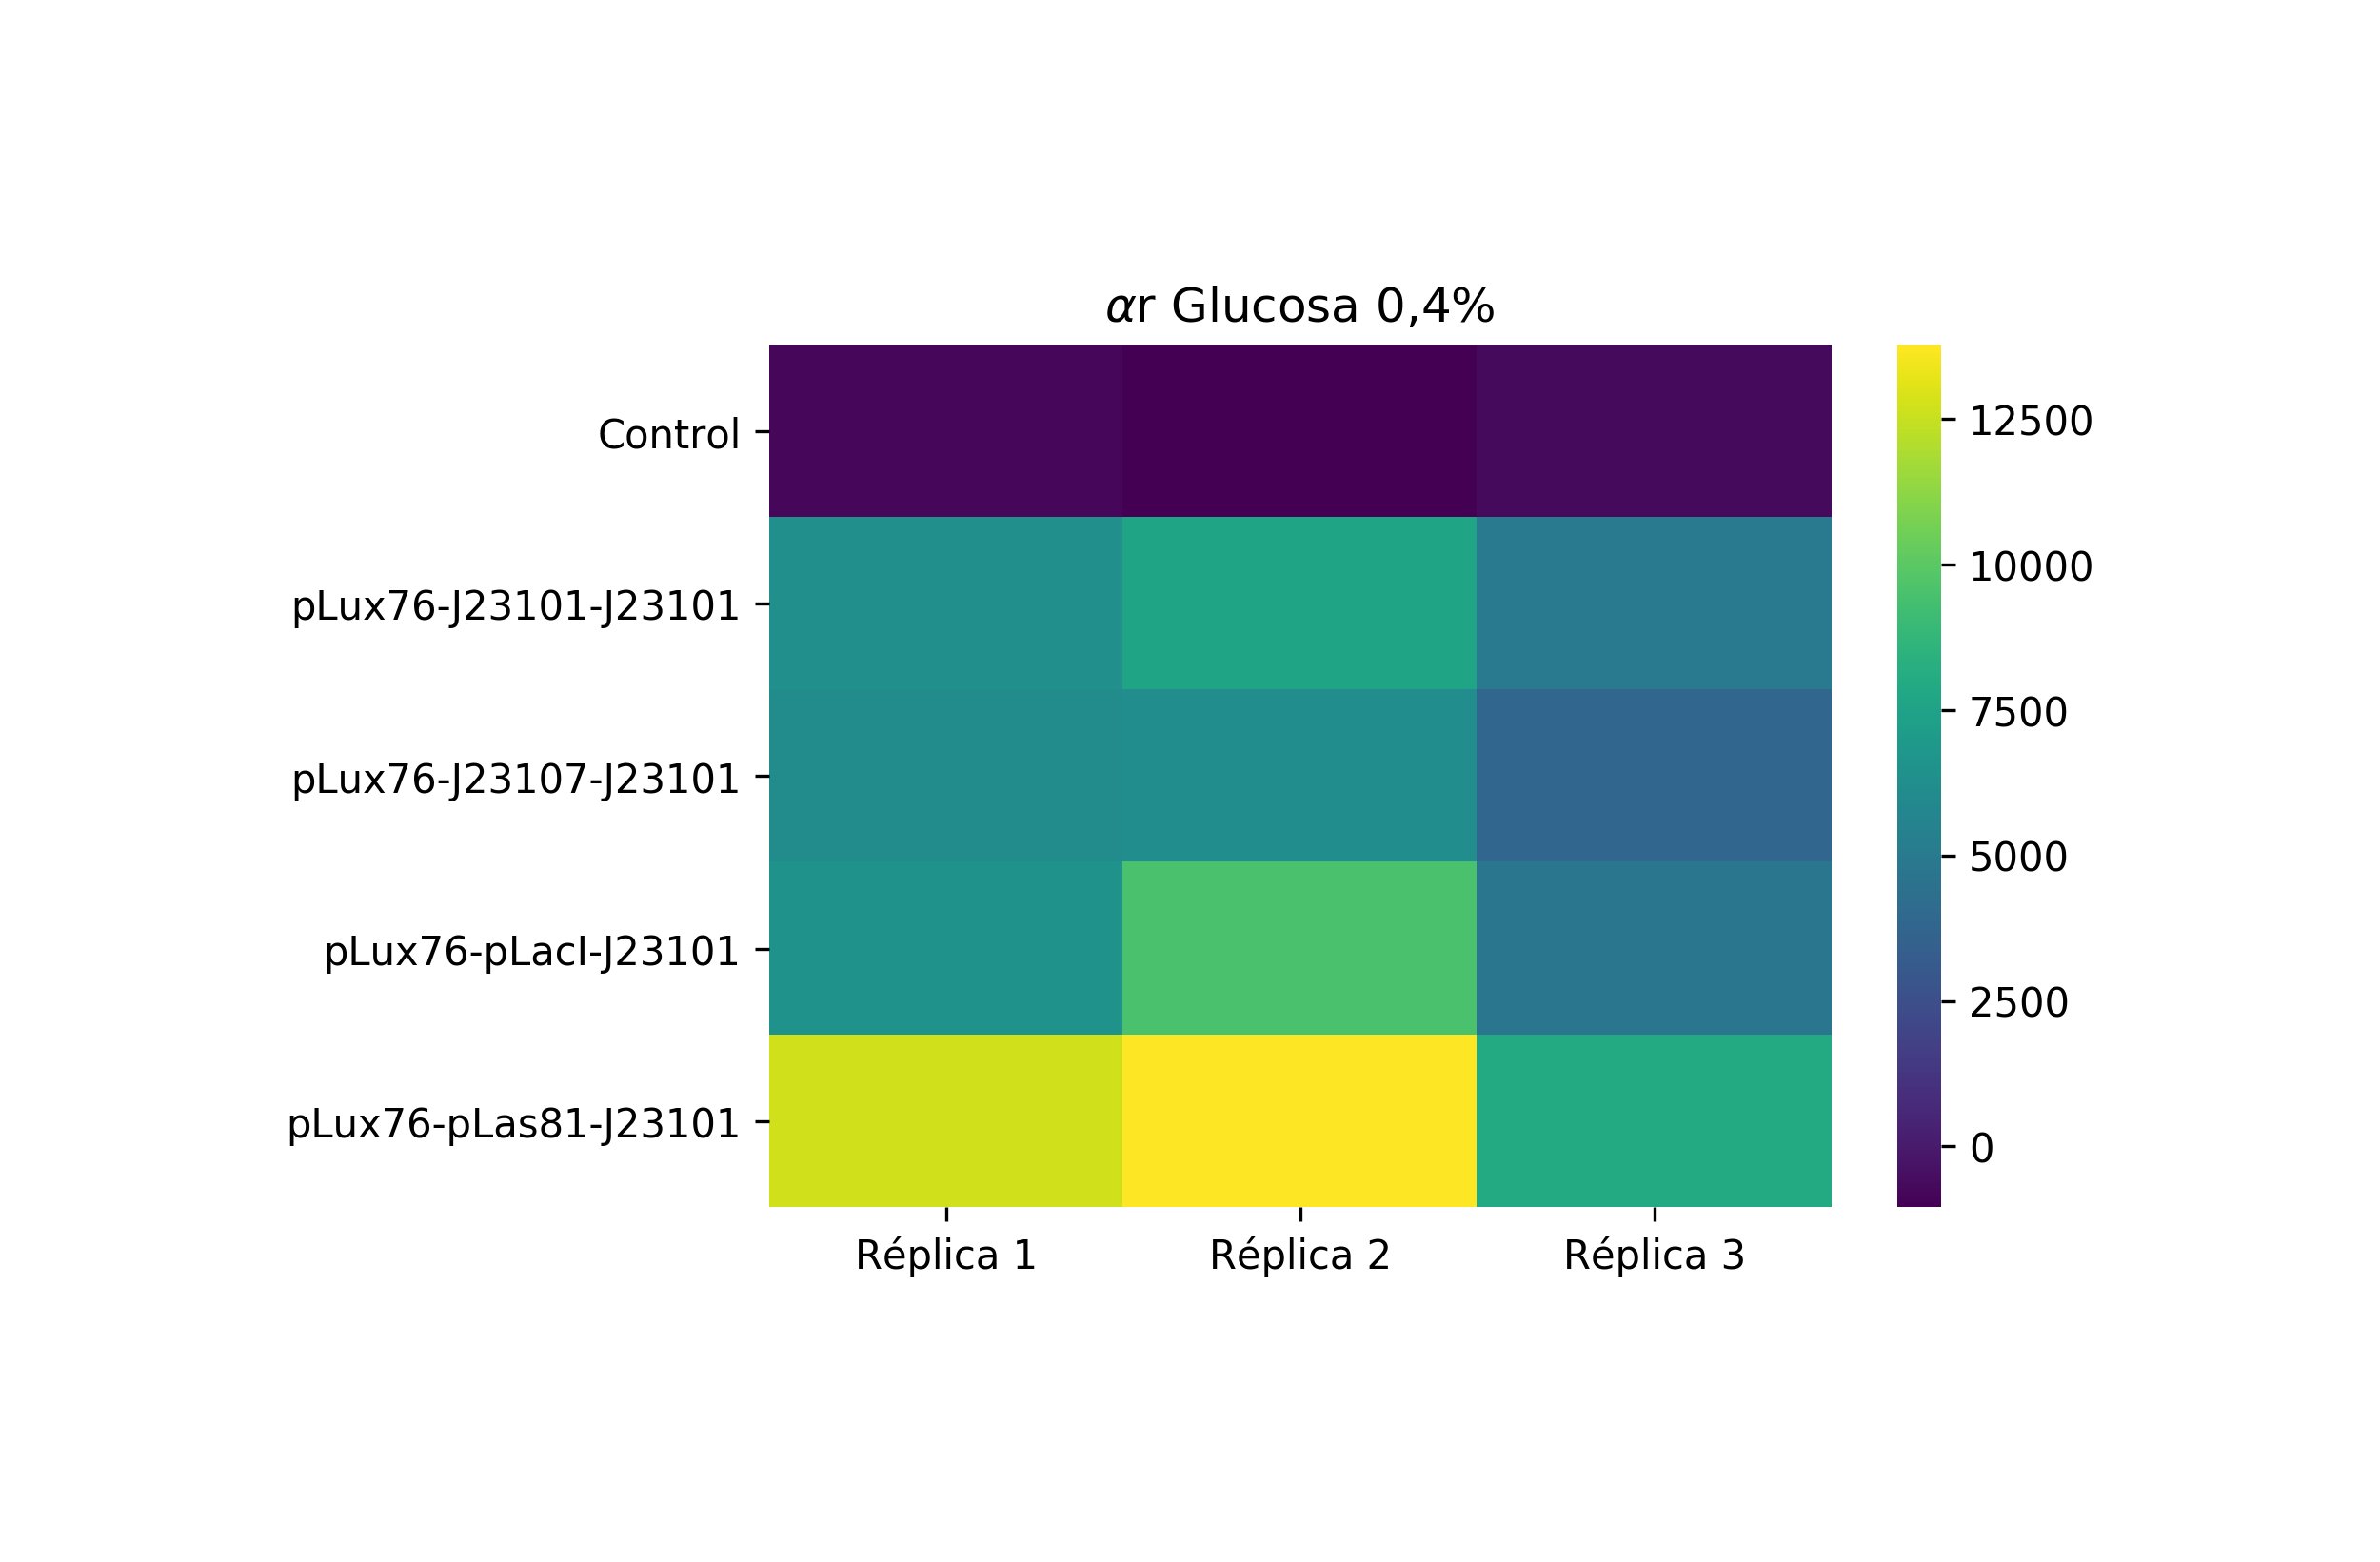 αr Glucosa 0,4%
Control
pLux76-J23101-J23101
pLux76-J23107-J23101
pLux76-pLacI-J23101
pLux76-pLas81-J23101
Réplica 1
Réplica 2
Réplica 3
12500
10000
7500
5000
2500
0